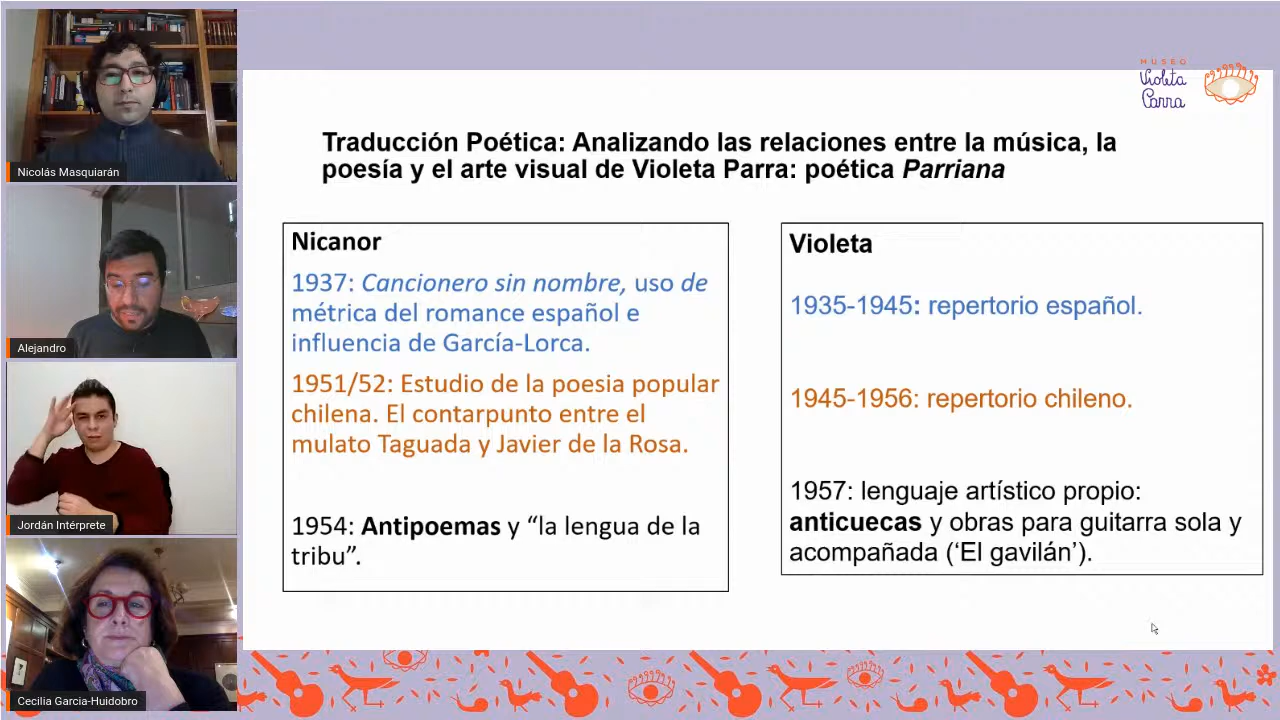 Nicolás Masquiarán
Alejandro
Jordán Intérprete
Cecilia Garcia-Huidobro
MUSEO
Violeta
Parra
Traducción Poética: Analizando las relaciones entre la música, la
poesía y el arte visual de Violeta Parra: poética Parriana
Nicanor
1937: Cancionero sin nombre, uso de
métrica del romance español e
influencia de García-Lorca.
1951/52: Estudio de la poesia popular
chilena. El contarpunto entre el
mulato Taguada y Javier de la Rosa.
1954: Antipoemas y “la lengua de la
tribu”.
Violeta
1935-1945: repertorio español.
1945-1956: repertorio chileno.
1957: lenguaje artístico propio:
anticuecas y obras para guitarra sola y
acompañada (‘El gavilán’).